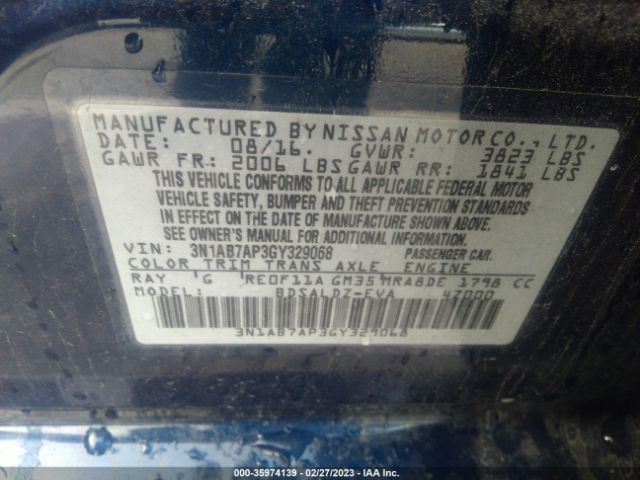 MANUFACTURED BY NISSAN MOTOR CO., LTD.
DATE: 08/16. GVWR: 3823 LBS
GAWR FR: 2006 LBS GAWR RR: 1841 LBS
THIS VEHICLE CONFORMS TO ALL APPLICABLE FEDERAL MOTOR
VEHICLE SAFETY, BUMPER AND THEFT PREVENTION STANDARDS
IN EFFECT ON THE DATE OF MANUFACTURE SHOWN ABOVE.
SEE OWNER'S MANUAL FOR ADDITIONAL INFORMATION.
VIN: 3N1AB7AP3GY329068 PASSENGER CAR.
COLOR TRIM TRANS AXLE ENGINE
RAY G RE0F11A GM35 MRA8DE 1798 CC
MODEL: BDSALDZ-EVA 4Z000
3N1AB7AP3GY329068
000-35974139 - 02/27/2023 - IAA Inc.